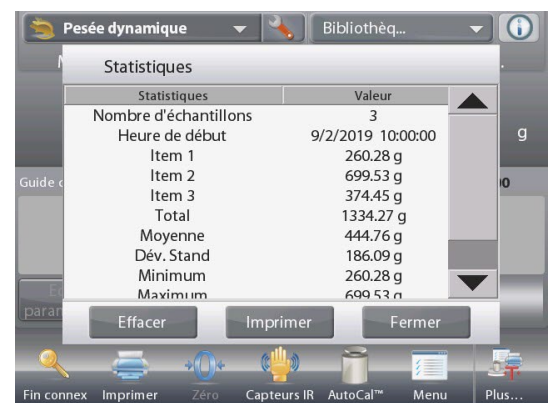 Pesée dynamique Bibliothèq...
Statistiques
Statistiques Valeur
Nombre d'échantillons 3
Heure de début 9/2/2019 10:00:00
Item 1 260.28 g
Item 2 699.53 g
Item 3 374.45 g
Total 1334.27 g
Moyenne 444.76 g
Dév. Stand 186.09 g
Minimum 260.28 g
Maximum 699.53 g
g
Guide
Effacer Imprimer Fermer
Fin connex Imprimer Zéro Capteurs IR AutoCal™ Menu Plus...